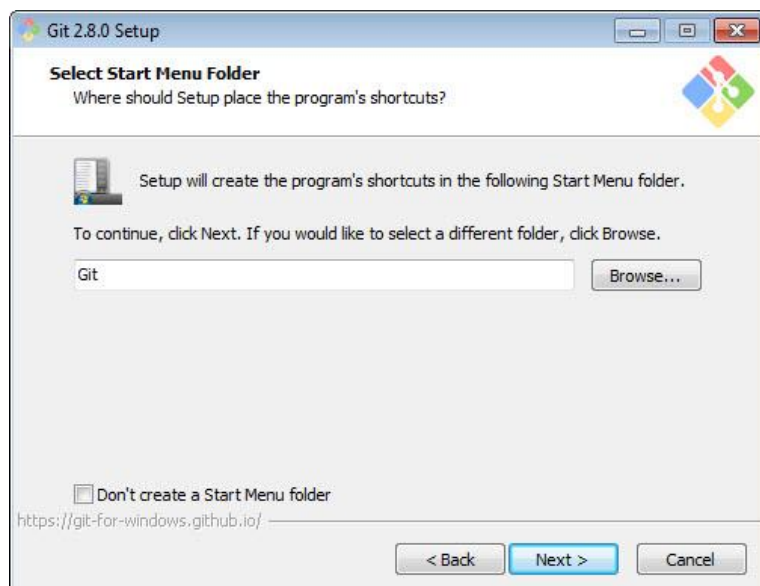 Git 2.8.0 Setup
Select Start Menu Folder
Where should Setup place the program's shortcuts?
Setup will create the program's shortcuts in the following Start Menu folder.
To continue, click Next. If you would like to select a different folder, click Browse.
Git
Browse...
Don't create a Start Menu folder
https://git-for-windows.github.io/
< Back
Next >
Cancel